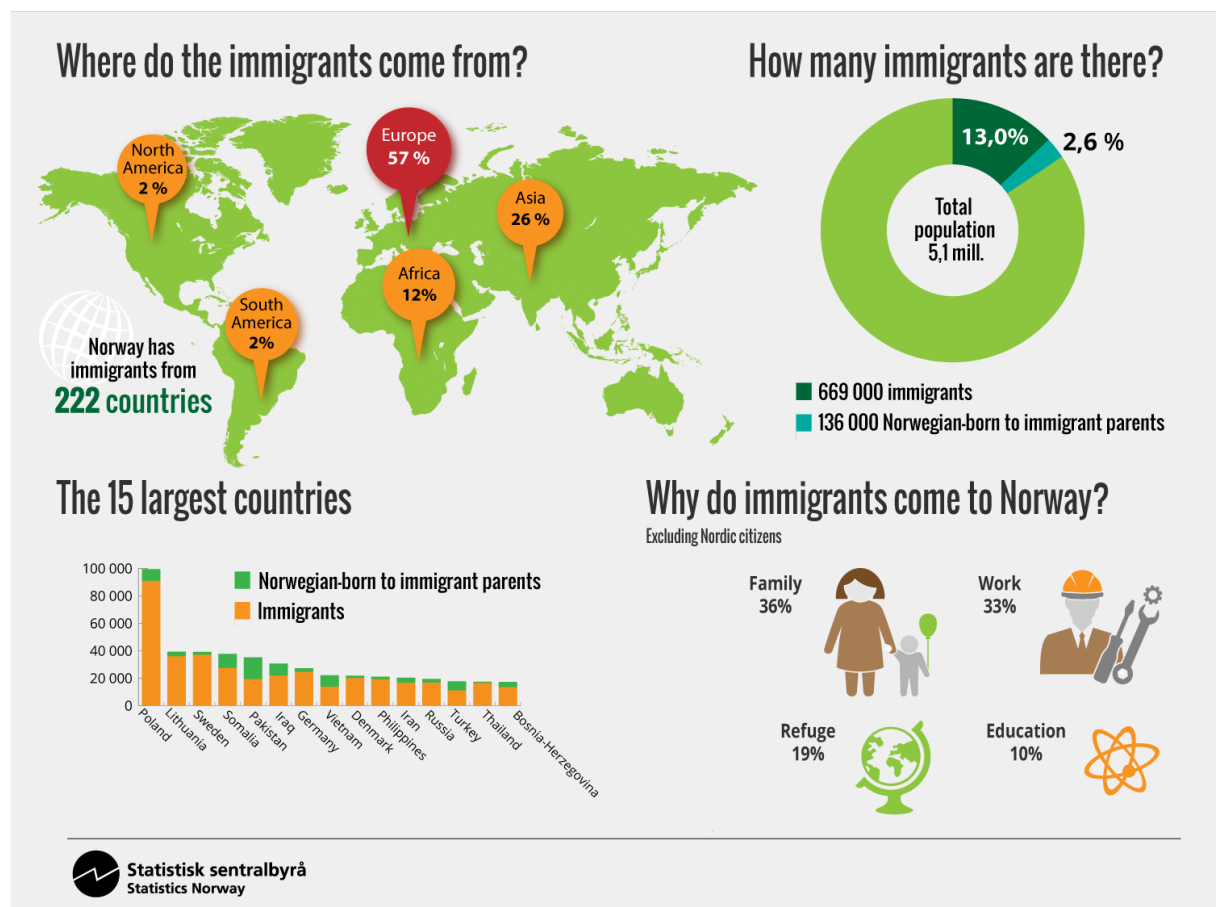 Where do the immigrants come from?
North
America
2 %
Europe
57 %
Asia
26 %
Africa
12%
South
America
2%
Norway has
immigrants from
222 countries
How many immigrants are there?
13,0%
2,6 %
Total
population
5,1 mill.
669 000 immigrants
136 000 Norwegian-born to immigrant parents
The 15 largest countries
100 000
80 000
60 000
40 000
20 000
0
Norwegian-born to immigrant parents
Immigrants
Poland
Lithuania
Sweden
Somalia
Pakistan
Iraq
Germany
Vietnam
Denmark
Philippines
Iran
Russia
Turkey
Thailand
Bosnia-Herzegovina
Why do immigrants come to Norway?
Excluding Nordic citizens
Family
36%
Work
33%
Refuge
19%
Education
10%
Statistisk sentralbyrå
Statistics Norway